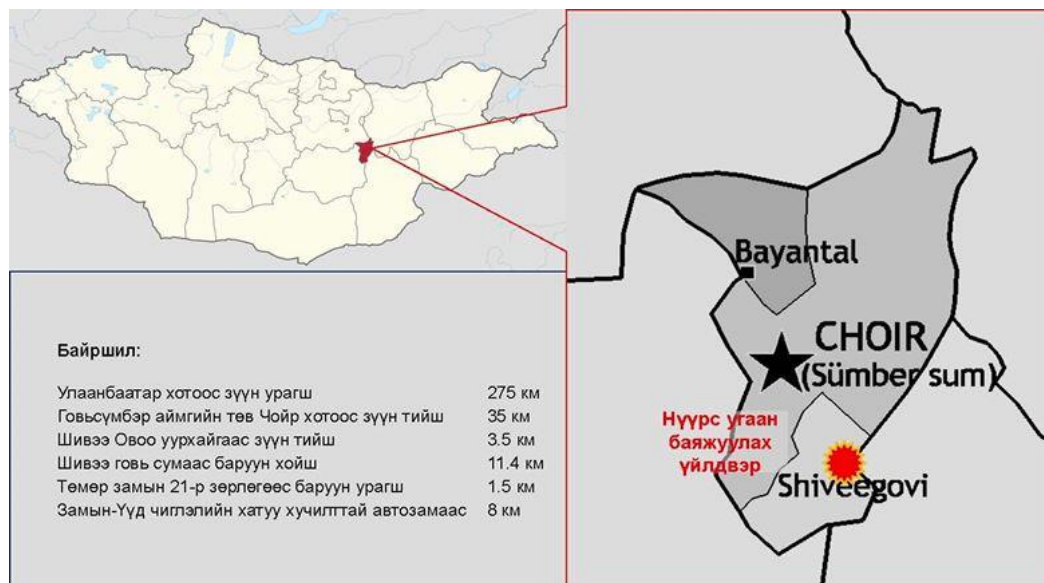 Bayantal
CHOIR
(Sümber sum)
Нүүрс угаан
баяжуулах
үйлдвэр
Shiveegovi
Байршил:
Улаанбаатар хотоос зүүн урагш 275 км
Говьсүмбэр аймгийн төв Чойр хотоос зүүн тийш 35 км
Шивээ Овоо уурхайгаас зүүн тийш 3.5 км
Шивээ говь сумаас баруун хойш 11.4 км
Төмөр замын 21-р зөрлөгөөс баруун урагш 1.5 км
Замын-Үүд чиглэлийн хатуу хучилттай автозамаас 8 км